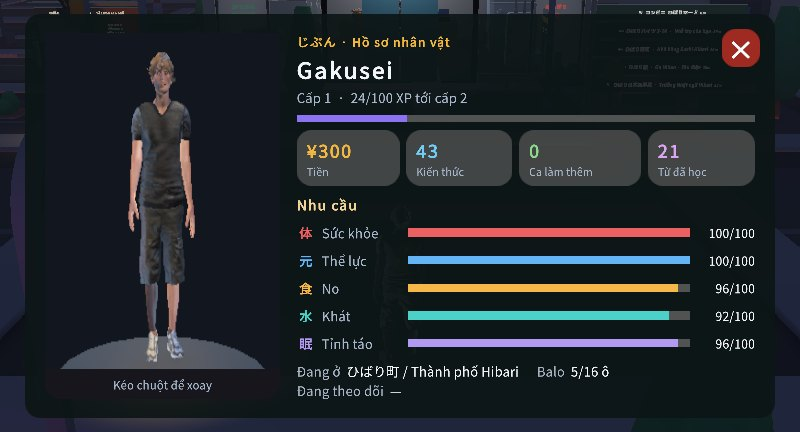 じぶん · Hồ sơ nhân vật
Gakusei
Cấp 1 · 24/100 XP tới cấp 2
¥300
Tiền
43
Kiến thức
0
Ca làm thêm
21
Từ đã học
Nhu cầu
体 Sức khỏe 100/100
元 Thể lực 100/100
食 No 96/100
水 Khát 92/100
眠 Tỉnh táo 96/100
Đang ở ひばり町 / Thành phố Hibari Balo 5/16 ô
Đang theo dõi —
Kéo chuột để xoay